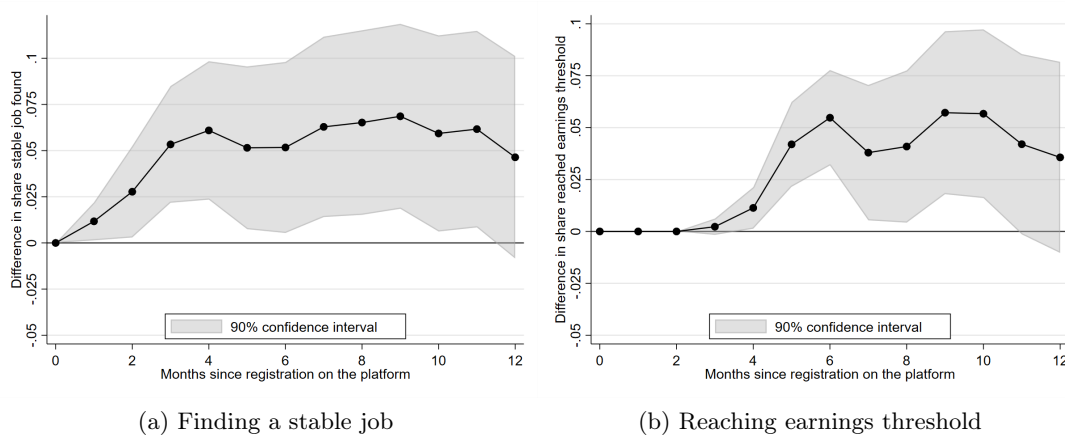 Difference in share stable job found
.1
.075
.05
.025
0
-.025
-.05
90% confidence interval
0 2 4 6 8 10 12
Months since registration on the platform
(a) Finding a stable job
Difference in share reached earnings threshold
.1
.075
.05
.025
0
-.025
-.05
90% confidence interval
0 2 4 6 8 10 12
Months since registration on the platform
(b) Reaching earnings threshold